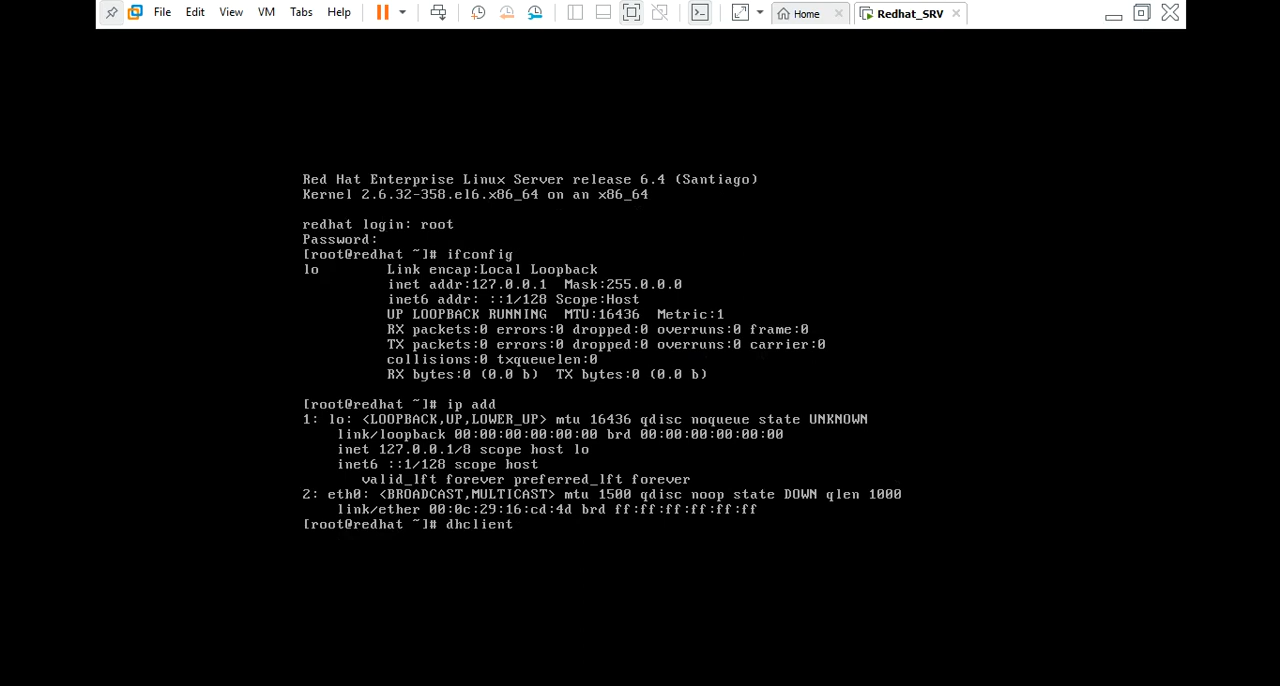 File Edit View VM Tabs Help Home Redhat_SRV
Red Hat Enterprise Linux Server release 6.4 (Santiago)
Kernel 2.6.32-358.el6.x86_64 on an x86_64
redhat login: root
Password:
[root@redhat ~]# ifconfig
lo Link encap:Local Loopback
inet addr:127.0.0.1 Mask:255.0.0.0
inet6 addr: ::1/128 Scope:Host
UP LOOPBACK RUNNING MTU:16436 Metric:1
RX packets:0 errors:0 dropped:0 overruns:0 frame:0
TX packets:0 errors:0 dropped:0 overruns:0 carrier:0
collisions:0 txqueuelen:0
RX bytes:0 (0.0 b) TX bytes:0 (0.0 b)
[root@redhat ~]# ip add
1: lo: <LOOPBACK,UP,LOWER_UP> mtu 16436 qdisc noqueue state UNKNOWN
link/loopback 00:00:00:00:00:00 brd 00:00:00:00:00:00
inet 127.0.0.1/8 scope host lo
inet6 ::1/128 scope host
valid_lft forever preferred_lft forever
2: eth0: <BROADCAST,MULTICAST> mtu 1500 qdisc noop state DOWN qlen 1000
link/ether 00:0c:29:16:cd:4d brd ff:ff:ff:ff:ff:ff
[root@redhat ~]# dhclient